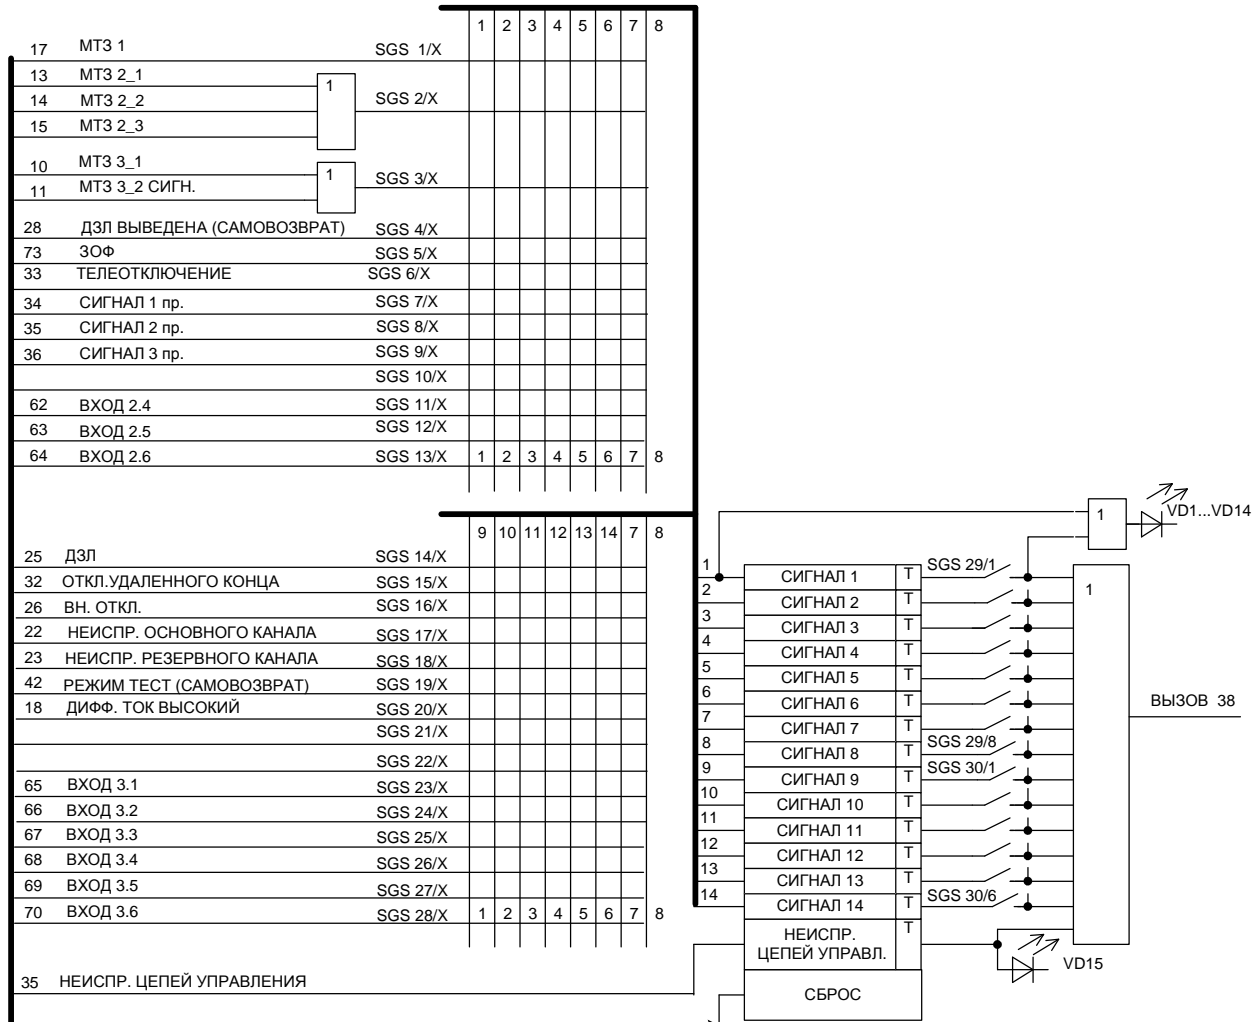 1 2 3 4 5 6 7 8
17 МТЗ 1 SGS 1/X
13 МТЗ 2_1
1
14 МТЗ 2_2 SGS 2/X
15 МТЗ 2_3
10 МТЗ 3_1
1
11 МТЗ 3_2 СИГН. SGS 3/X
28 ДЗЛ ВЫВЕДЕНА (САМОВОЗВРАТ) SGS 4/X
73 ЗОФ SGS 5/X
33 ТЕЛЕОТКЛЮЧЕНИЕ SGS 6/X
34 СИГНАЛ 1 пр. SGS 7/X
35 СИГНАЛ 2 пр. SGS 8/X
36 СИГНАЛ 3 пр. SGS 9/X
SGS 10/X
62 ВХОД 2.4 SGS 11/X
63 ВХОД 2.5 SGS 12/X
64 ВХОД 2.6 SGS 13/X 1 2 3 4 5 6 7 8
9 10 11 12 13 14 7 8
25 ДЗЛ SGS 14/X
32 ОТКЛ.УДАЛЕННОГО КОНЦА SGS 15/X
26 ВН. ОТКЛ. SGS 16/X
22 НЕИСПР. ОСНОВНОГО КАНАЛА SGS 17/X
23 НЕИСПР. РЕЗЕРВНОГО КАНАЛА SGS 18/X
42 РЕЖИМ ТЕСТ (САМОВОЗВРАТ) SGS 19/X
18 ДИФФ. ТОК ВЫСОКИЙ SGS 20/X
SGS 21/X
SGS 22/X
65 ВХОД 3.1 SGS 23/X
66 ВХОД 3.2 SGS 24/X
67 ВХОД 3.3 SGS 25/X
68 ВХОД 3.4 SGS 26/X
69 ВХОД 3.5 SGS 27/X
70 ВХОД 3.6 SGS 28/X 1 2 3 4 5 6 7 8
35 НЕИСПР. ЦЕПЕЙ УПРАВЛЕНИЯ
1 VD1...VD14
1 СИГНАЛ 1 T SGS 29/1
1
2 СИГНАЛ 2 T
3 СИГНАЛ 3 T
4 СИГНАЛ 4 T
5 СИГНАЛ 5 T
6 СИГНАЛ 6 T
ВЫЗОВ 38
7 СИГНАЛ 7 T
8 СИГНАЛ 8 T SGS 29/8
9 СИГНАЛ 9 T SGS 30/1
10 СИГНАЛ 10 T
11 СИГНАЛ 11 T
12 СИГНАЛ 12 T
13 СИГНАЛ 13 T
14 СИГНАЛ 14 T SGS 30/6
НЕИСПР. T
ЦЕПЕЙ УПРАВЛ.
VD15
СБРОС